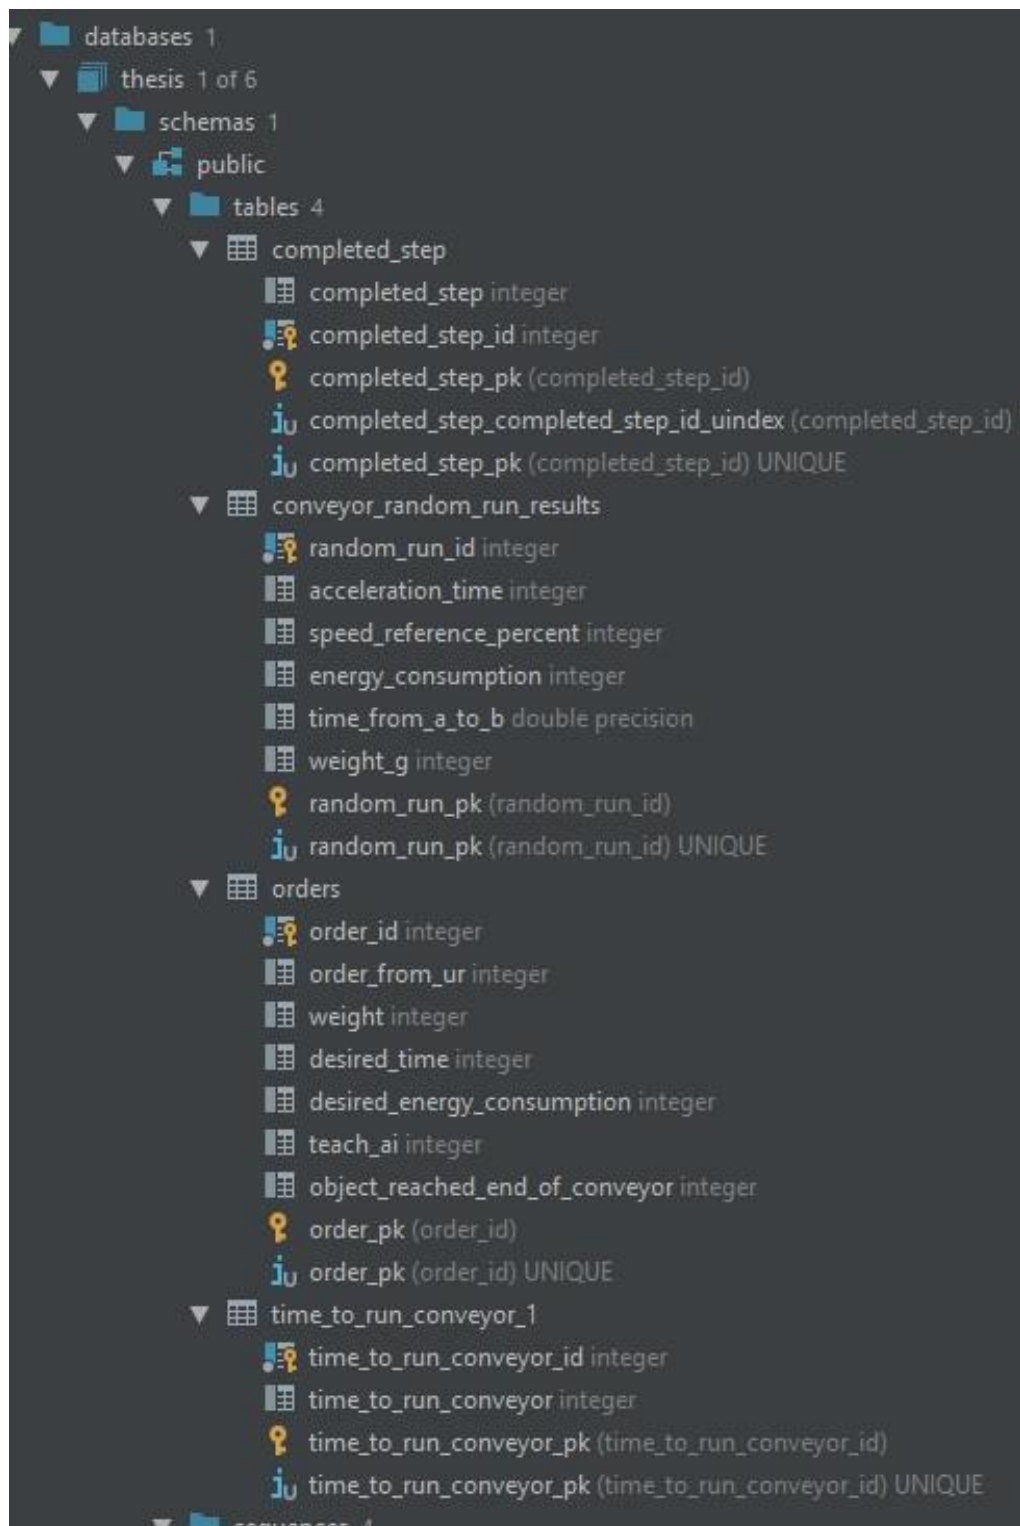 databases 1
thesis 1 of 6
schemas 1
public
tables 4
completed_step
completed_step integer
completed_step_id integer
completed_step_pk (completed_step_id)
completed_step_completed_step_id_uindex (completed_step_id)
completed_step_pk (completed_step_id) UNIQUE
conveyor_random_run_results
random_run_id integer
acceleration_time integer
speed_reference_percent integer
energy_consumption integer
time_from_a_to_b double precision
weight_g integer
random_run_pk (random_run_id)
random_run_pk (random_run_id) UNIQUE
orders
order_id integer
order_from_ur integer
weight integer
desired_time integer
desired_energy_consumption integer
teach_ai integer
object_reached_end_of_conveyor integer
order_pk (order_id)
order_pk (order_id) UNIQUE
time_to_run_conveyor_1
time_to_run_conveyor_id integer
time_to_run_conveyor integer
time_to_run_conveyor_pk (time_to_run_conveyor_id)
time_to_run_conveyor_pk (time_to_run_conveyor_id) UNIQUE
sequences 4